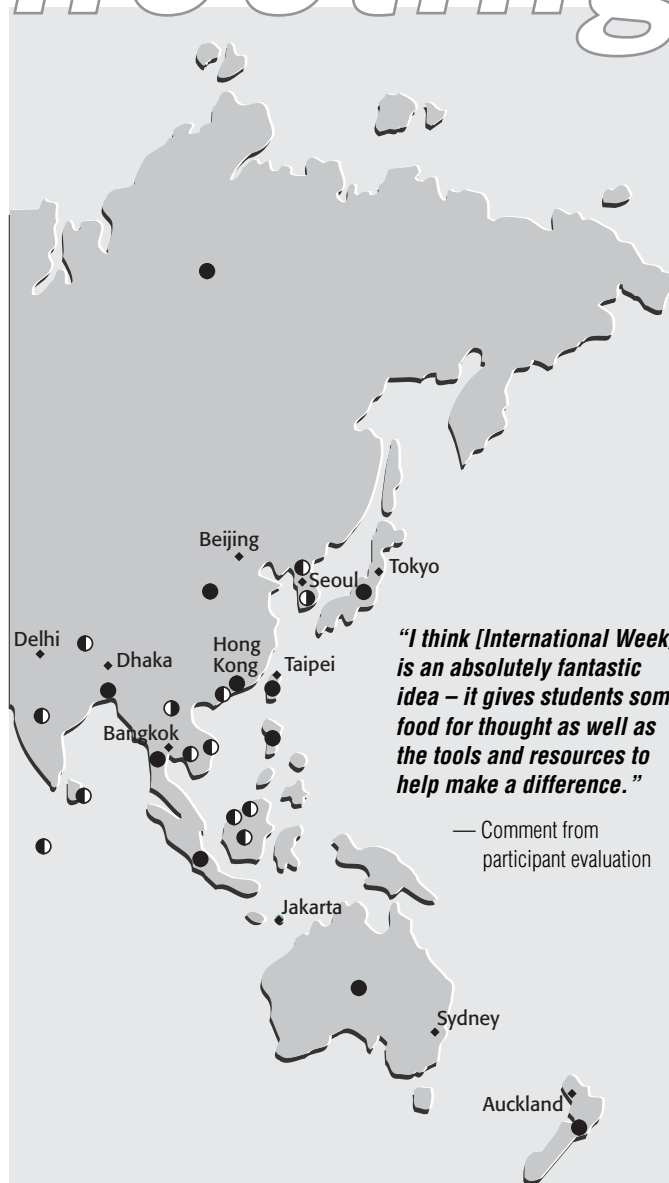 Beijing
Seoul
Tokyo
Delhi
Dhaka
Hong
Kong
Taipei
Bangkok
“I think [International Week]
is an absolutely fantastic
idea – it gives students som
food for thought as well as
the tools and resources to
help make a difference.”
— Comment from
participant evaluation
Jakarta
Sydney
Auckland